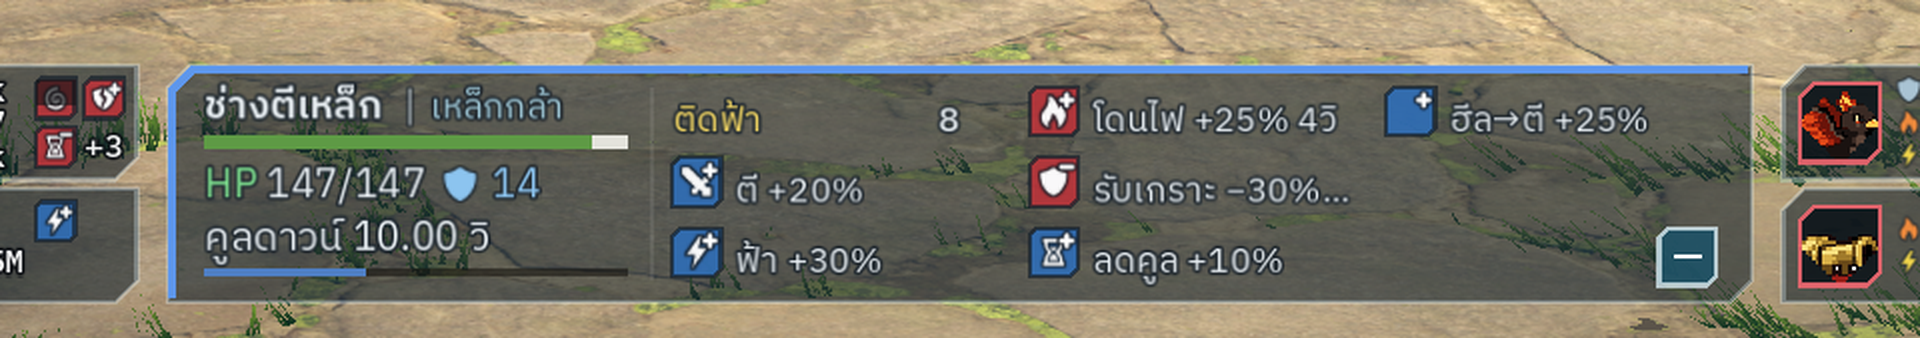 +3
5M
ช่างตีเหล็ก | เหล็กกล้า
HP 147/147 14
คูลดาวน์ 10.00 วิ
ติดฟ้า 8
ตี +20%
ฟ้า +30%
โดนไฟ +25% 4วิ
รับเกราะ -30%...
ลดคูล +10%
ฮีล→ตี +25%